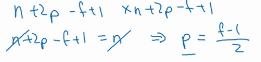 n+2p-f+1 × n+2p-f+1
n+2p-f+1 = n ⇒ p = f-1/2